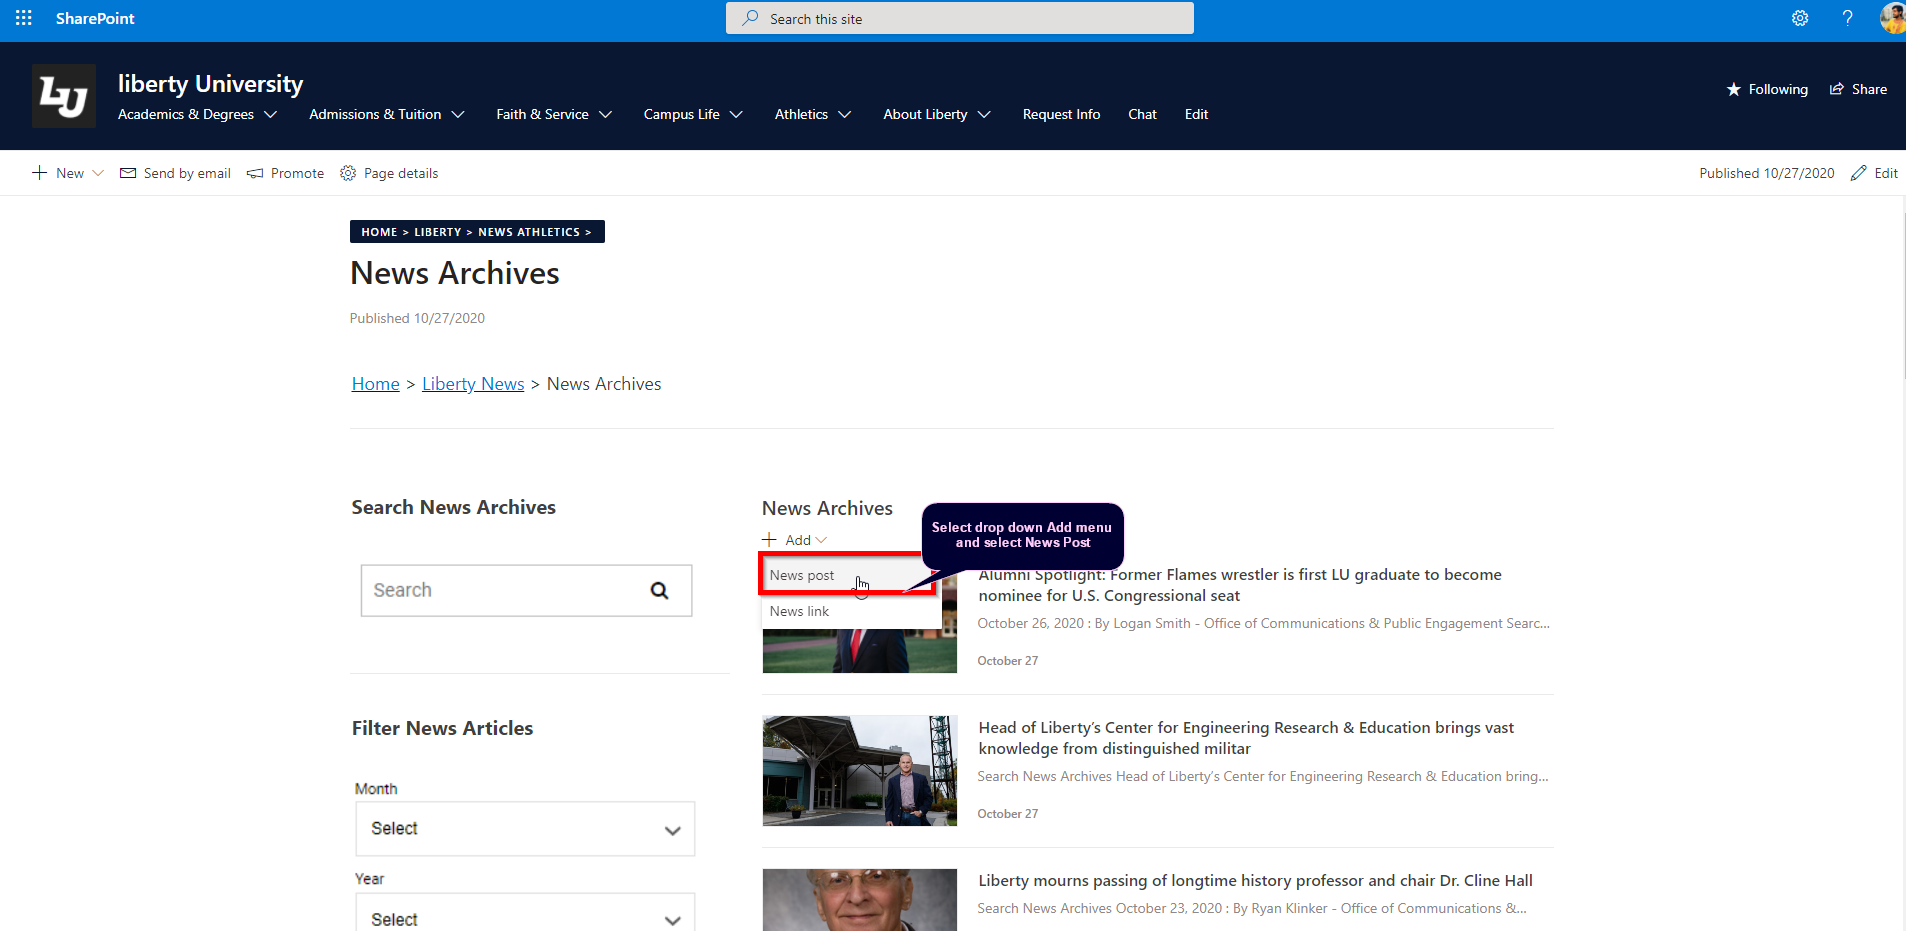 SharePoint
Search this site
LU
liberty University
Academics & Degrees
Admissions & Tuition
Faith & Service
Campus Life
Athletics
About Liberty
Request Info
Chat
Edit
Following
Share
New
Send by email
Promote
Page details
Published 10/27/2020
Edit
HOME > LIBERTY > NEWS ATHLETICS >
News Archives
Published 10/27/2020
Home > Liberty News > News Archives
Search News Archives
Search
Filter News Articles
Month
Select
Year
Select
News Archives
Add
Select drop down Add menu
and select News Post
News post
News link
Alumni Spotlight: Former Flames wrestler is first LU graduate to become
nominee for U.S. Congressional seat
October 26, 2020 : By Logan Smith - Office of Communications & Public Engagement Searc...
October 27
Head of Liberty’s Center for Engineering Research & Education brings vast
knowledge from distinguished militar
Search News Archives Head of Liberty’s Center for Engineering Research & Education bring...
October 27
Liberty mourns passing of longtime history professor and chair Dr. Cline Hall
Search News Archives October 23, 2020 : By Ryan Klinker - Office of Communications &...